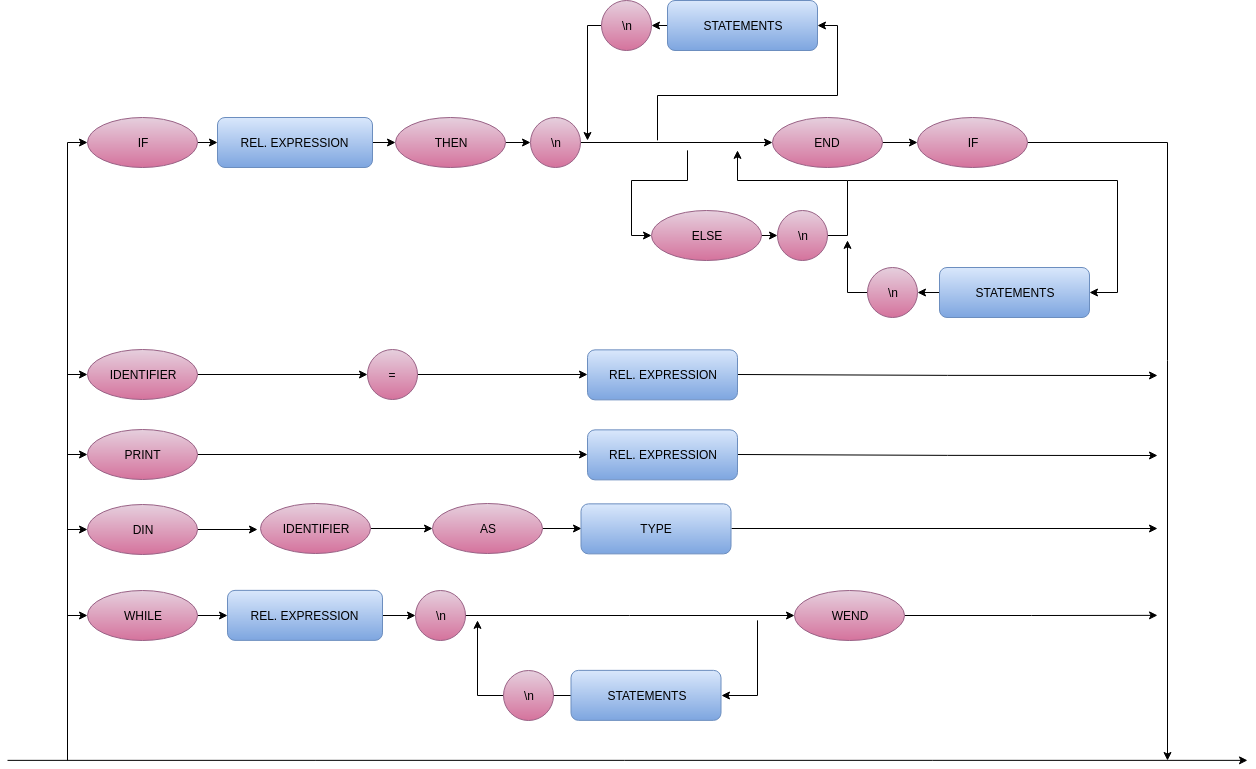 \n STATEMENTS
IF REL. EXPRESSION THEN \n END IF
ELSE \n
\n STATEMENTS
IDENTIFIER = REL. EXPRESSION
PRINT REL. EXPRESSION
DIN IDENTIFIER AS TYPE
WHILE REL. EXPRESSION \n WEND
\n STATEMENTS